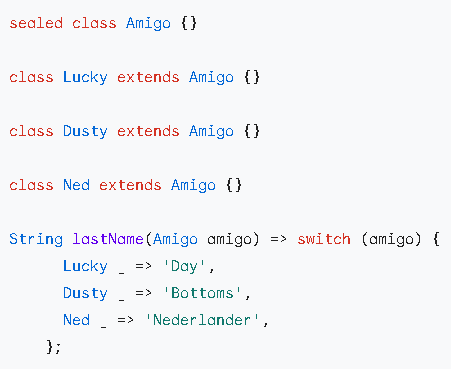 sealed class Amigo {}
class Lucky extends Amigo {}
class Dusty extends Amigo {}
class Ned extends Amigo {}
String lastName(Amigo amigo) => switch (amigo) {
Lucky _ => 'Day',
Dusty _ => 'Bottoms',
Ned _ => 'Nederlander',
};